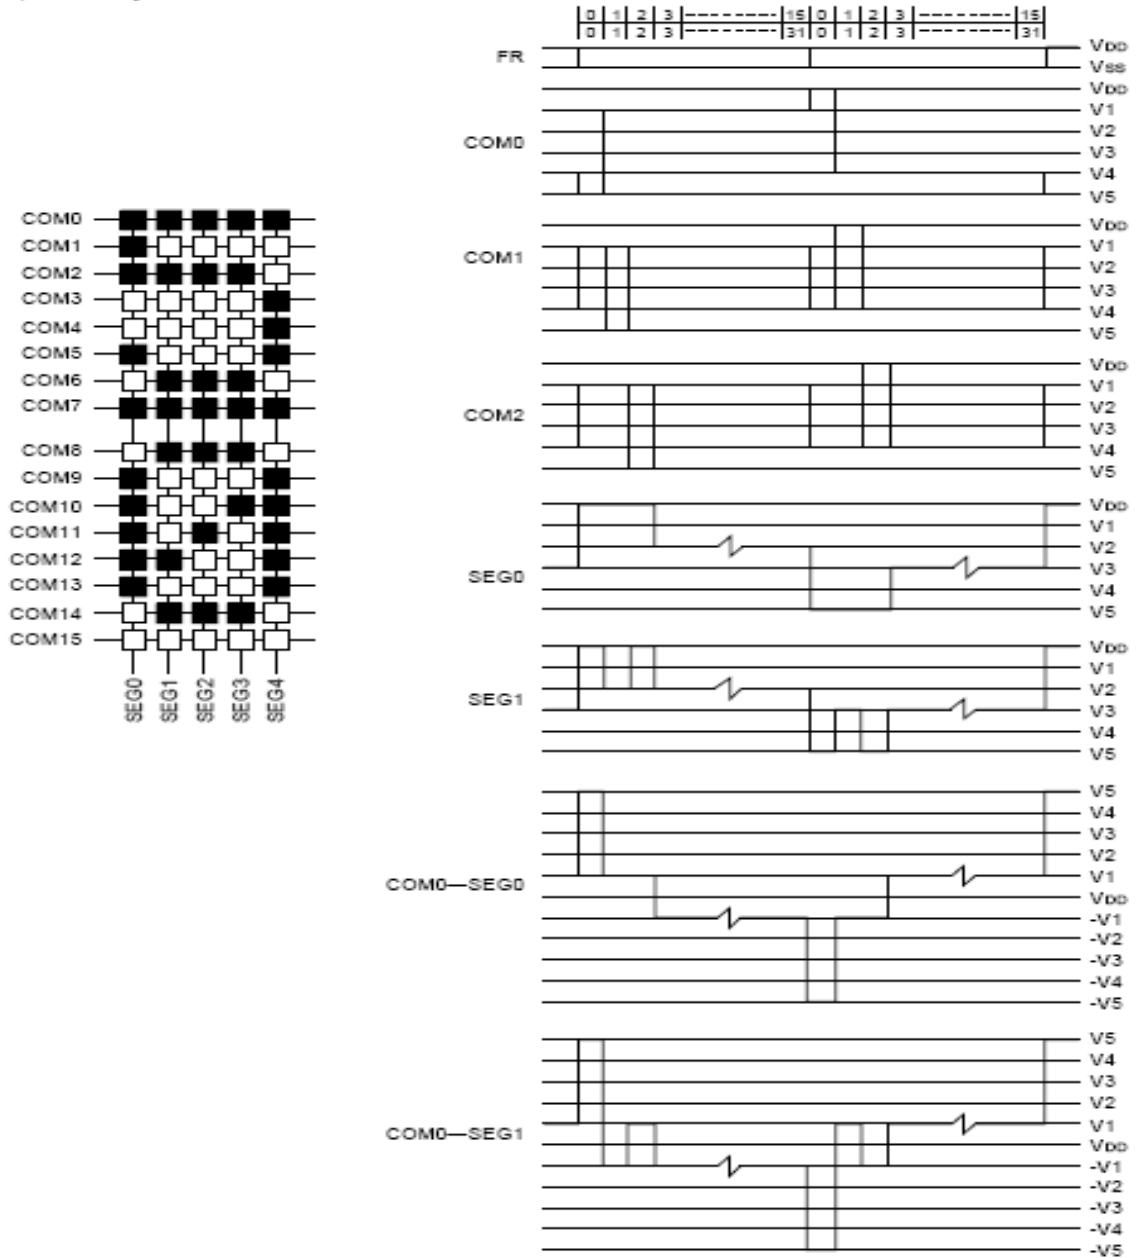 0 1 2 3 15 0 1 2 3 15
0 1 2 3 31 0 1 2 3 31
FR
VDD
VSS
COM0
VDD
V1
V2
V3
V4
V5
COM1
VDD
V1
V2
V3
V4
V5
COM2
VDD
V1
V2
V3
V4
V5
SEG0
VDD
V1
V2
V3
V4
V5
SEG1
VDD
V1
V2
V3
V4
V5
COM0—SEG0
V5
V4
V3
V2
V1
VDD
-V1
-V2
-V3
-V4
-V5
COM0—SEG1
V5
V4
V3
V2
V1
VDD
-V1
-V2
-V3
-V4
-V5
COM0
COM1
COM2
COM3
COM4
COM5
COM6
COM7
COM8
COM9
COM10
COM11
COM12
COM13
COM14
COM15
SEG0
SEG1
SEG2
SEG3
SEG4